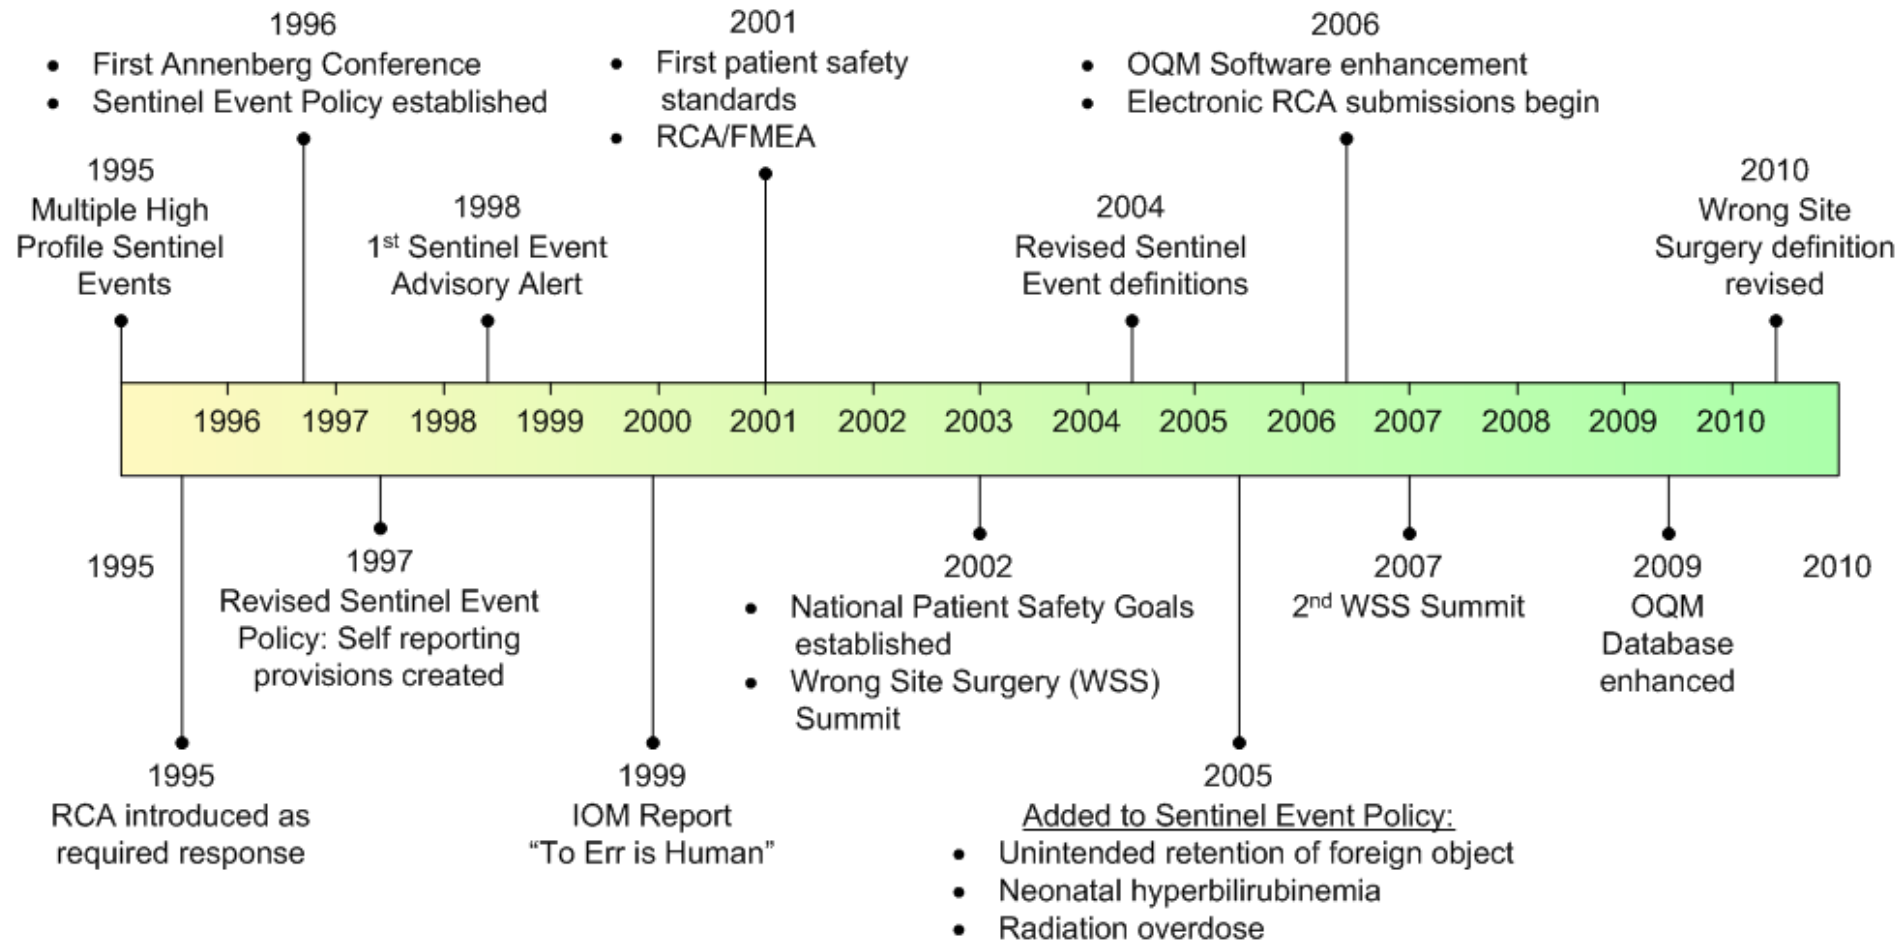 1996
• First Annenberg Conference
• Sentinel Event Policy established
2001
• First patient safety
standards
• RCA/FMEA
2006
• OQM Software enhancement
• Electronic RCA submissions begin
1995
Multiple High
Profile Sentinel
Events
1998
1st Sentinel Event
Advisory Alert
2004
Revised Sentinel
Event definitions
2010
Wrong Site
Surgery definition
revised
1996 1997 1998 1999 2000 2001 2002 2003 2004 2005 2006 2007 2008 2009 2010
1995
1997
Revised Sentinel Event
Policy: Self reporting
provisions created
2002
• National Patient Safety Goals
established
• Wrong Site Surgery (WSS)
Summit
2007
2nd WSS Summit
2009
OQM
Database
enhanced
2010
1995
RCA introduced as
required response
1999
IOM Report
“To Err is Human”
2005
Added to Sentinel Event Policy:
• Unintended retention of foreign object
• Neonatal hyperbilirubinemia
• Radiation overdose